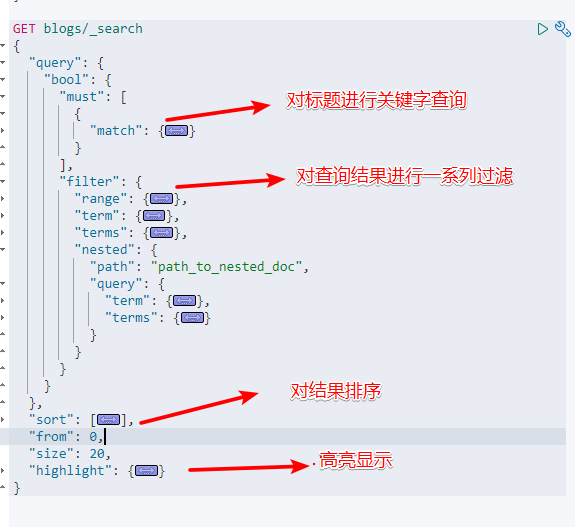 GET blogs/_search
{
"query": {
"bool": {
"must": [ 对标题进行关键字查询
{
"match": {}
}
],
"filter": { 对查询结果进行一系列过滤
"range": {},
"term": {},
"terms": {},
"nested": {
"path": "path_to_nested_doc",
"query": {
"term": {},
"terms": {}
}
}
}
}
}, 对结果排序
"sort": [],
"from": 0,
"size": 20, .高亮显示
"highlight": {}
}